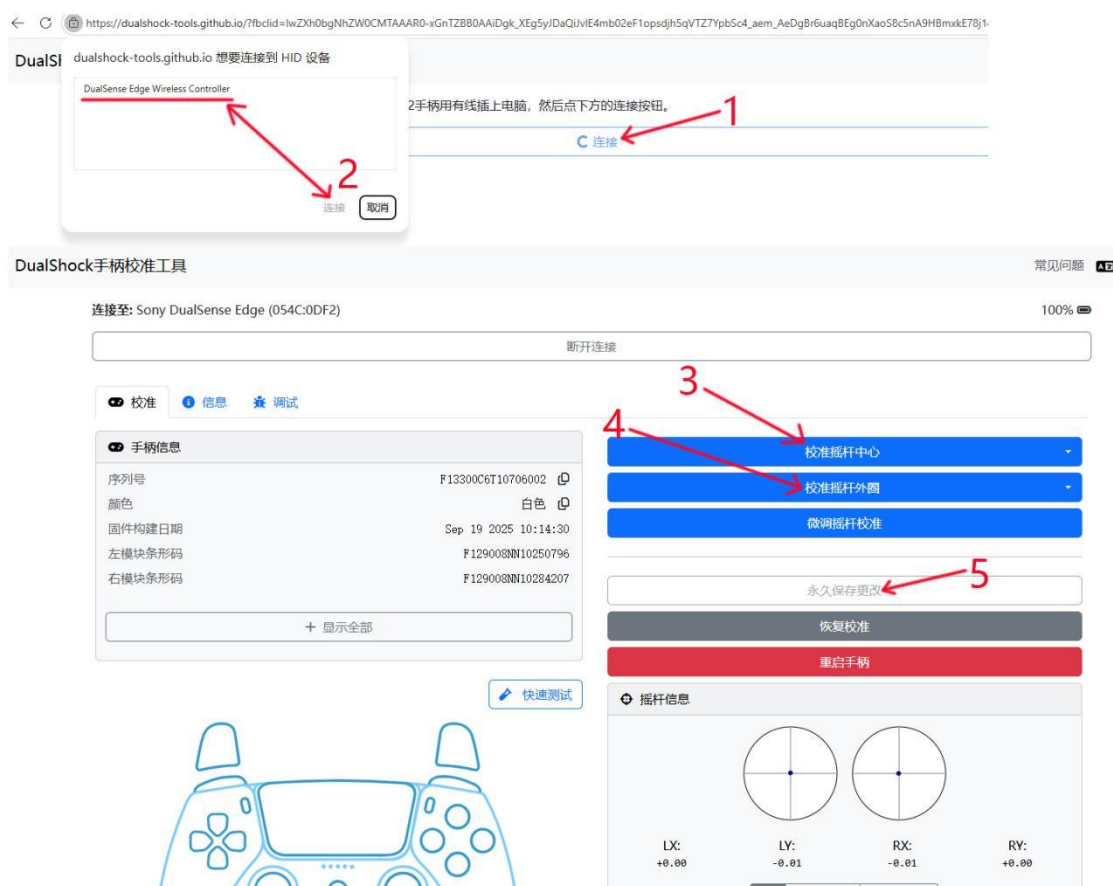 https://dualshock-tools.github.io/?fbclid=IwZXh0bgNhZW0CMTAAAR0-xGnTZBB0AAiDgk_XEg5yJDaQiJvIE4mb02eF1opsdjh5qVTZ7YpbSc4_aem_AeDgBr6uaqBEg0nXaoS8c5nA9HBmxkE78j1
DualSh
dualshock-tools.github.io 想要连接到 HID 设备
DualSense Edge Wireless Controller
2手柄用有线插上电脑，然后点下方的连接按钮。
1
连接
2
连接
取消
DualShock手柄校准工具
常见问题
连接至: Sony DualSense Edge (054C:0DF2)
100%
断开连接
3
校准
信息
调试
4
手柄信息
校准摇杆中心
序列号
F13300C6T10706002
校准摇杆外圈
颜色
白色
固件构建日期
Sep 19 2025 10:14:30
微调摇杆校准
左模块条形码
F129008NN10250796
右模块条形码
F129008NN10284207
5
永久保存更改
+ 显示全部
恢复校准
重启手柄
快速测试
摇杆信息
LX:
LY:
RX:
RY:
+0.00
-0.01
-0.01
+0.00